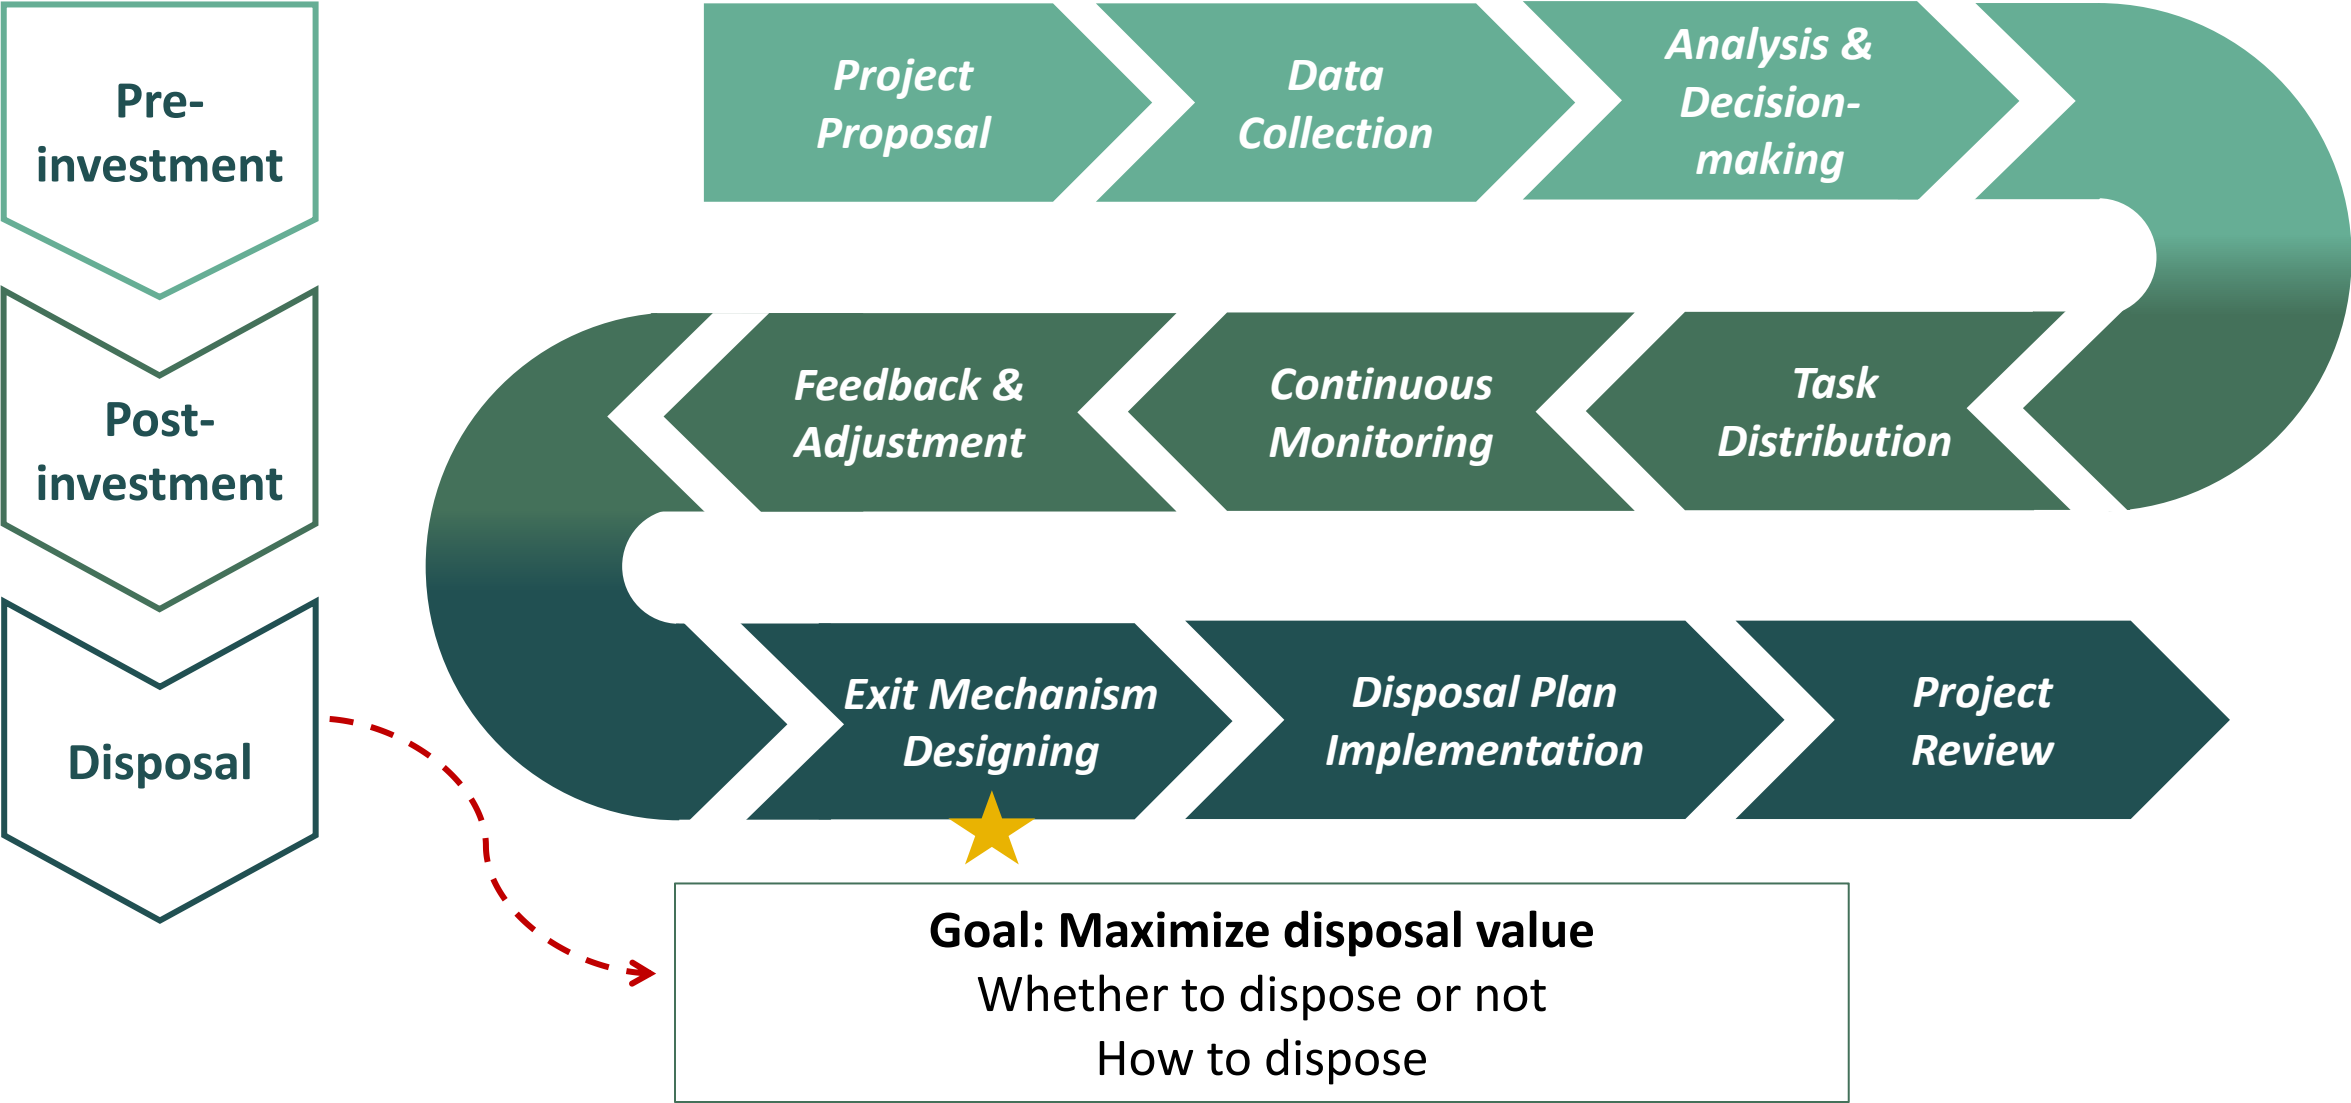 Pre-
investment
Project
Proposal
Data
Collection
Analysis &
Decision-
making
Post-
investment
Feedback &
Adjustment
Continuous
Monitoring
Task
Distribution
Disposal
Exit Mechanism
Designing
Disposal Plan
Implementation
Project
Review
Goal: Maximize disposal value
Whether to dispose or not
How to dispose